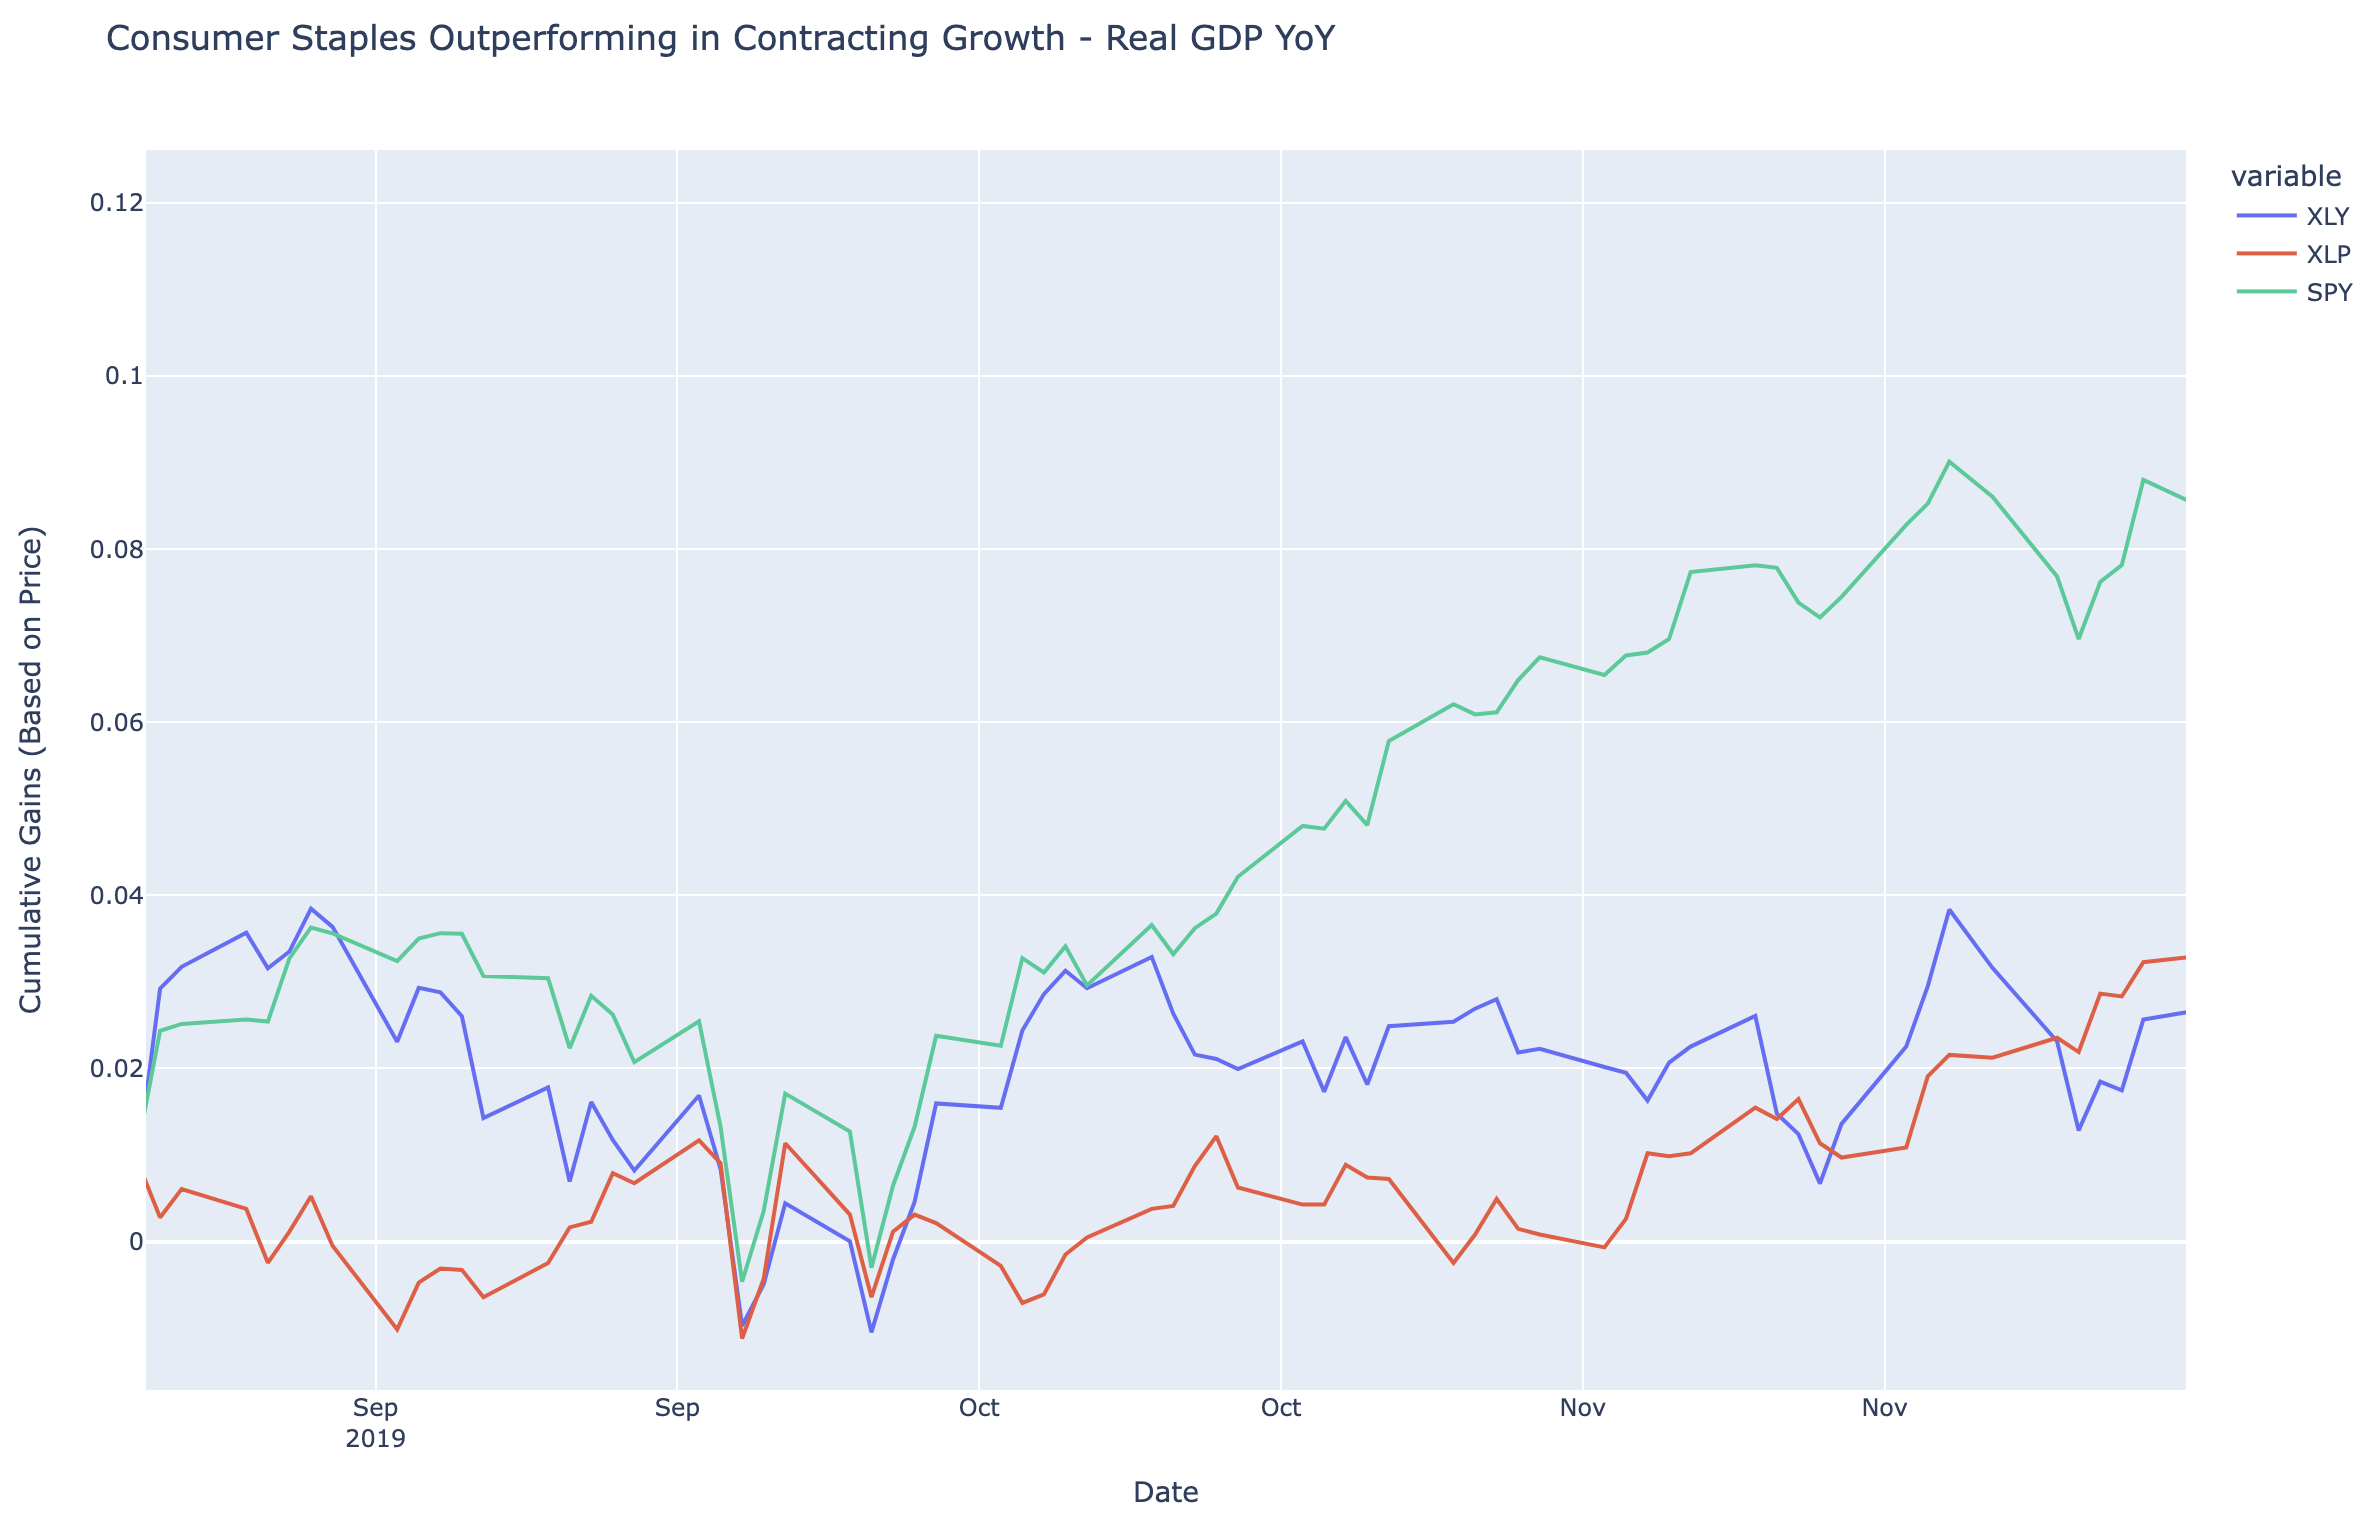 Consumer Staples Outperforming in Contracting Growth - Real GDP YoY
variable
XLY
XLP
SPY
Cumulative Gains (Based on Price)
0.12
0.1
0.08
0.06
0.04
0.02
0
Sep
2019
Sep
Oct
Oct
Nov
Nov
Date